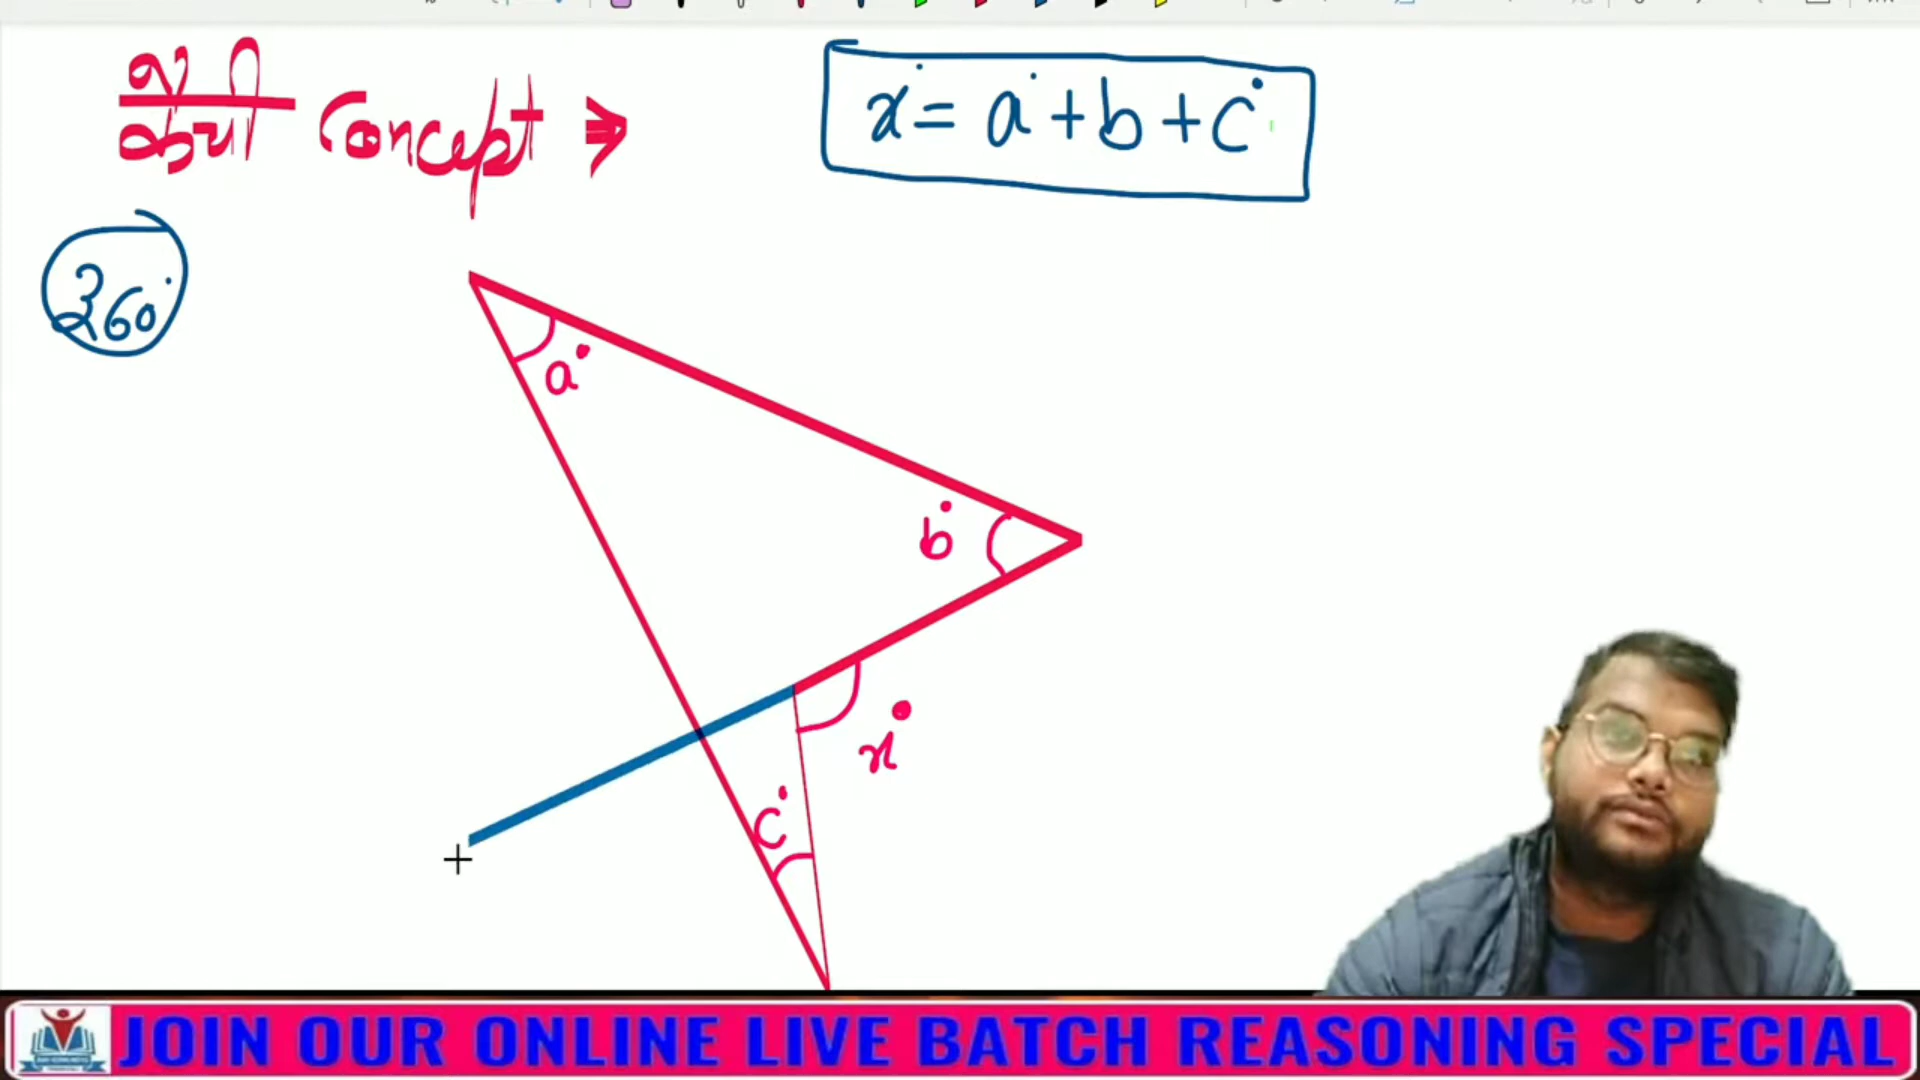 Concept ⇒
x° = a° + b + c°
360°
a°
b°
x°
c°
JOIN OUR ONLINE LIVE BATCH REASONING SPECIAL